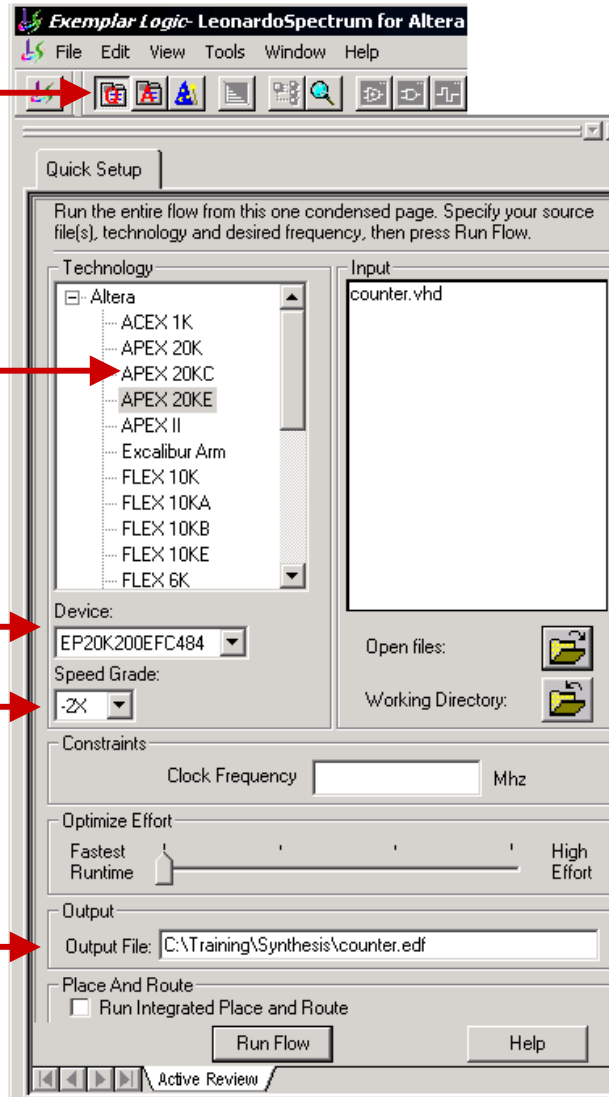 Exemplar Logic- LeonardoSpectrum for Altera
File Edit View Tools Window Help
Quick Setup
Run the entire flow from this one condensed page. Specify your source
file(s), technology and desired frequency, then press Run Flow.
Technology
Altera
ACEX 1K
APEX 20K
APEX 20KC
APEX 20KE
APEX II
Excalibur Arm
FLEX 10K
FLEX 10KA
FLEX 10KB
FLEX 10KE
FLEX 6K
Device:
EP20K200EFC484
Speed Grade:
-2X
Input
counter.vhd
Open files:
Working Directory:
Constraints
Clock Frequency Mhz
Optimize Effort
Fastest
Runtime
High
Effort
Output
Output File: C:\Training\Synthesis\counter.edf
Place And Route
Run Integrated Place and Route
Run Flow Help
Active Review